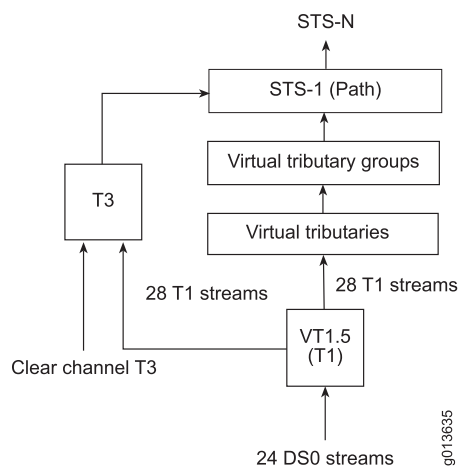 STS-N
STS-1 (Path)
Virtual tributary groups
T3
Virtual tributaries
28 T1 streams
28 T1 streams
VT1.5
(T1)
Clear channel T3
24 DS0 streams
g013635